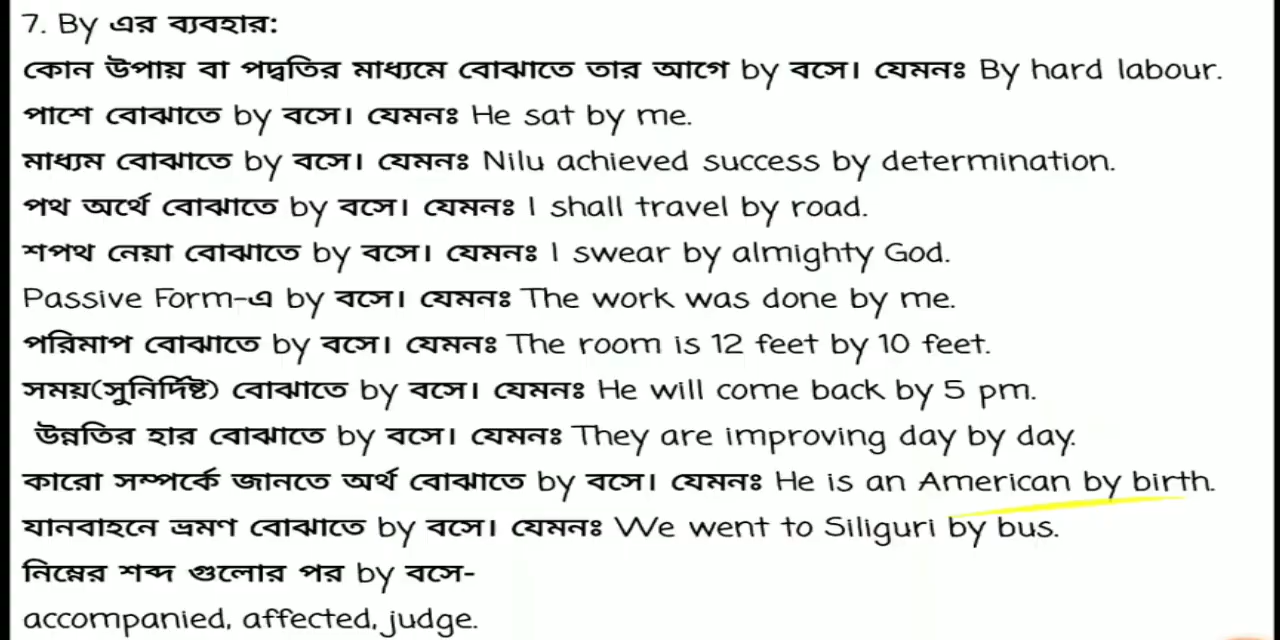 7. By এর ব্যবহার:
কোন উপায় বা পদ্বতির মাধ্যমে বোঝাতে তার আগে by বসে। যেমনঃ By hard labour.
পাশে বোঝাতে by বসে। যেমনঃ He sat by me.
মাধ্যম বোঝাতে by বসে। যেমনঃ Nilu achieved success by determination.
পথ অর্থে বোঝাতে by বসে। যেমনঃ I shall travel by road.
শপথ নেয়া বোঝাতে by বসে। যেমনঃ I swear by almighty God.
Passive Form-এ by বসে। যেমনঃ The work was done by me.
পরিমাপ বোঝাতে by বসে। যেমনঃ The room is 12 feet by 10 feet.
সময়(সুনির্দিষ্ট) বোঝাতে by বসে। যেমনঃ He will come back by 5 pm.
উন্নতির হার বোঝাতে by বসে। যেমনঃ They are improving day by day.
কারো সম্পর্কে জানতে অর্থ বোঝাতে by বসে। যেমনঃ He is an American by birth.
যানবাহনে ভ্রমণ বোঝাতে by বসে। যেমনঃ We went to Siliguri by bus.
নিম্নের শব্দ গুলোর পর by বসে-
accompanied, affected, judge.